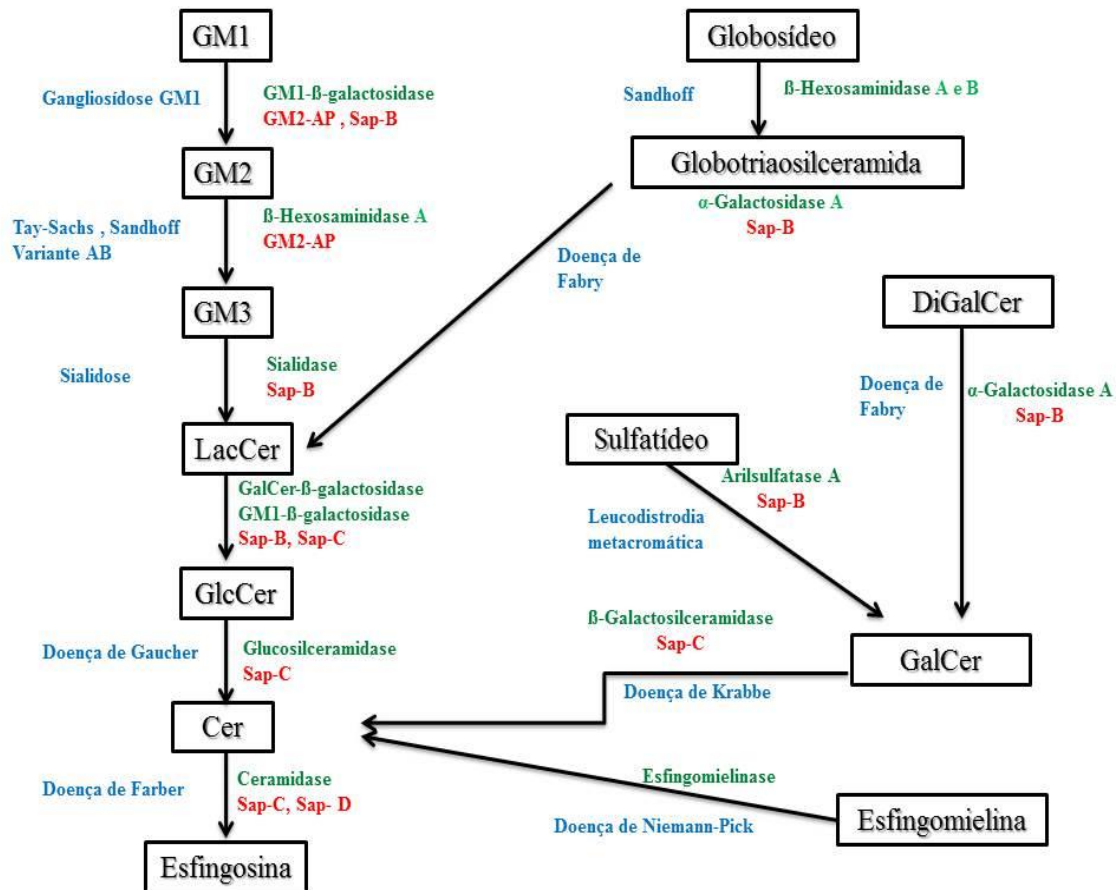 GM1
Gangliosídose GM1
GM1-ß-galactosidase
GM2-AP , Sap-B
GM2
Tay-Sachs , Sandhoff
Variante AB
ß-Hexosaminidase A
GM2-AP
GM3
Sialidose
Sialidase
Sap-B
LacCer
GalCer-ß-galactosidase
GM1-ß-galactosidase
Sap-B, Sap-C
GlcCer
Doença de Gaucher
Glucosilceramidase
Sap-C
Cer
Doença de Farber
Ceramidase
Sap-C, Sap- D
Esfingosina
Globosídeo
Sandhoff
ß-Hexosaminidase A e B
Globotriaosilceramida
α-Galactosidase A
Sap-B
Doença de
Fabry
DiGalCer
Doença de
Fabry
α-Galactosidase A
Sap-B
Sulfatídeo
Arilsulfatase A
Sap-B
Leucodistrodia
metacromática
ß-Galactosilceramidase
Sap-C
GalCer
Doença de Krabbe
Esfingomielinase
Doença de Niemann-Pick
Esfingomielina